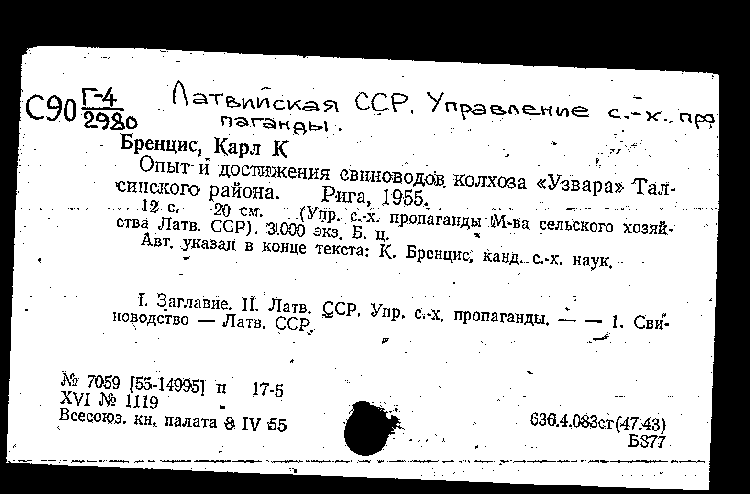 С90 Г-4
2980
Латвийская ССР. Управление с.-х. про
паганды.
Бренцис, Карл К
Опыт и достижения свиноводов колхоза «Узвара» Тал-
синского района. Рига, 1955.
12 с. 20 см. (Упр. с.-х. пропаганды М-ва сельского хозяй-
ства Латв. ССР). 3.000 экз. Б. ц.
Авт. указан в конце текста: К. Бренцис, канд. с.-х. наук.
I. Заглавие. II. Латв. ССР. Упр. с.-х. пропаганды. — — 1. Сви-
новодство — Латв. ССР.
№ 7059 [55-14995] п 17-5
XVI № 1119
Всесоюз. кн. палата 8 IV 55
636.4.083ст(47.43)
Б877